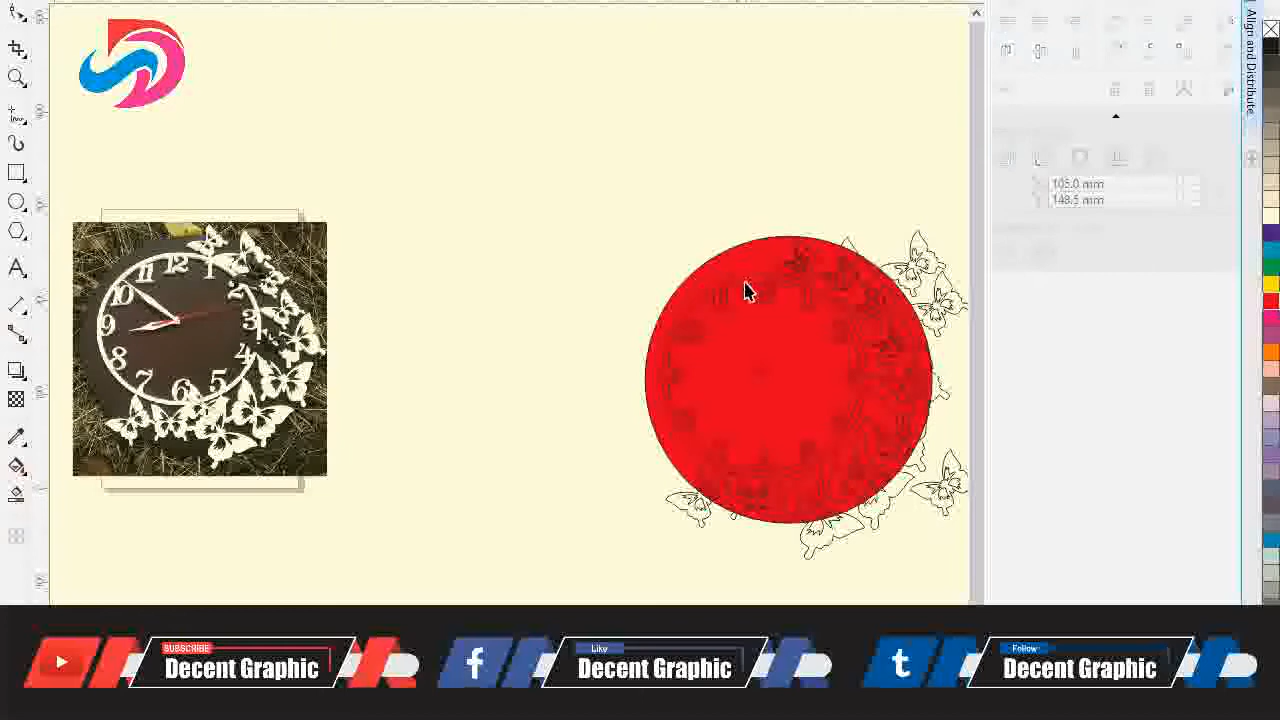 Align and Distribute
105.0 mm
148.5 mm
12
1
11
2
10
3
9
4
8
5
7
6
SUBSCRIBE
Decent Graphic
f
Like
Decent Graphic
t
Follow
Decent Graphic